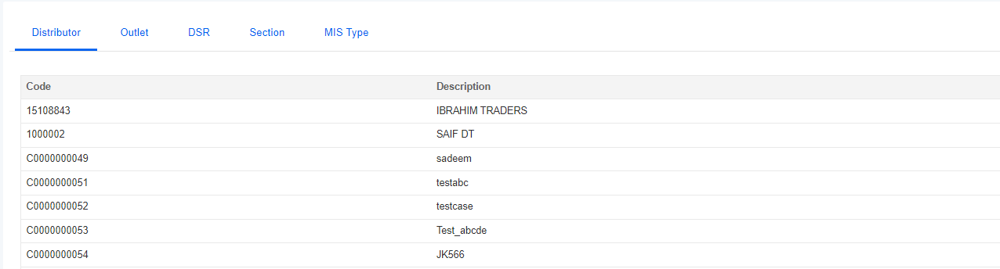 Distributor Outlet DSR Section MIS Type
Code Description
15108843 IBRAHIM TRADERS
1000002 SAIF DT
C0000000049 sadeem
C0000000051 testabc
C0000000052 testcase
C0000000053 Test_abcde
C0000000054 JK566